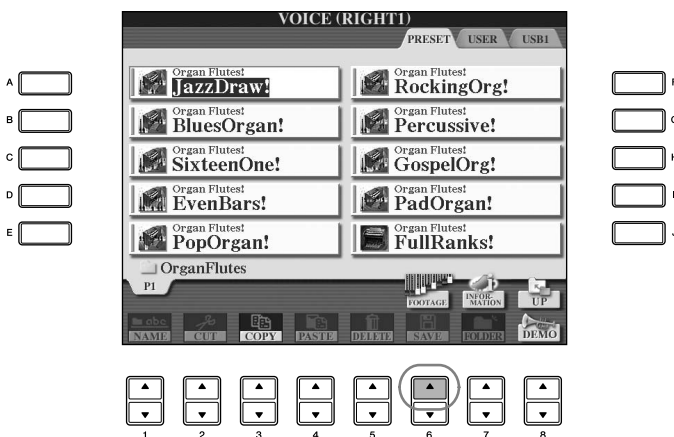 VOICE (RIGHT1)
PRESET USER USB1
A
Organ Flutes!
JazzDraw!
Organ Flutes!
RockingOrg!
B
Organ Flutes!
BluesOrgan!
Organ Flutes!
Percussive!
C
Organ Flutes!
SixteenOne!
Organ Flutes!
GospelOrg!
D
Organ Flutes!
EvenBars!
Organ Flutes!
PadOrgan!
E
Organ Flutes!
PopOrgan!
Organ Flutes!
FullRanks!
OrganFlutes
P1
FOOTAGE INFOR-MATION UP
abc
NAME CUT COPY PASTE DELETE SAVE FOLDER DEMO
1 2 3 4 5 6 7 8